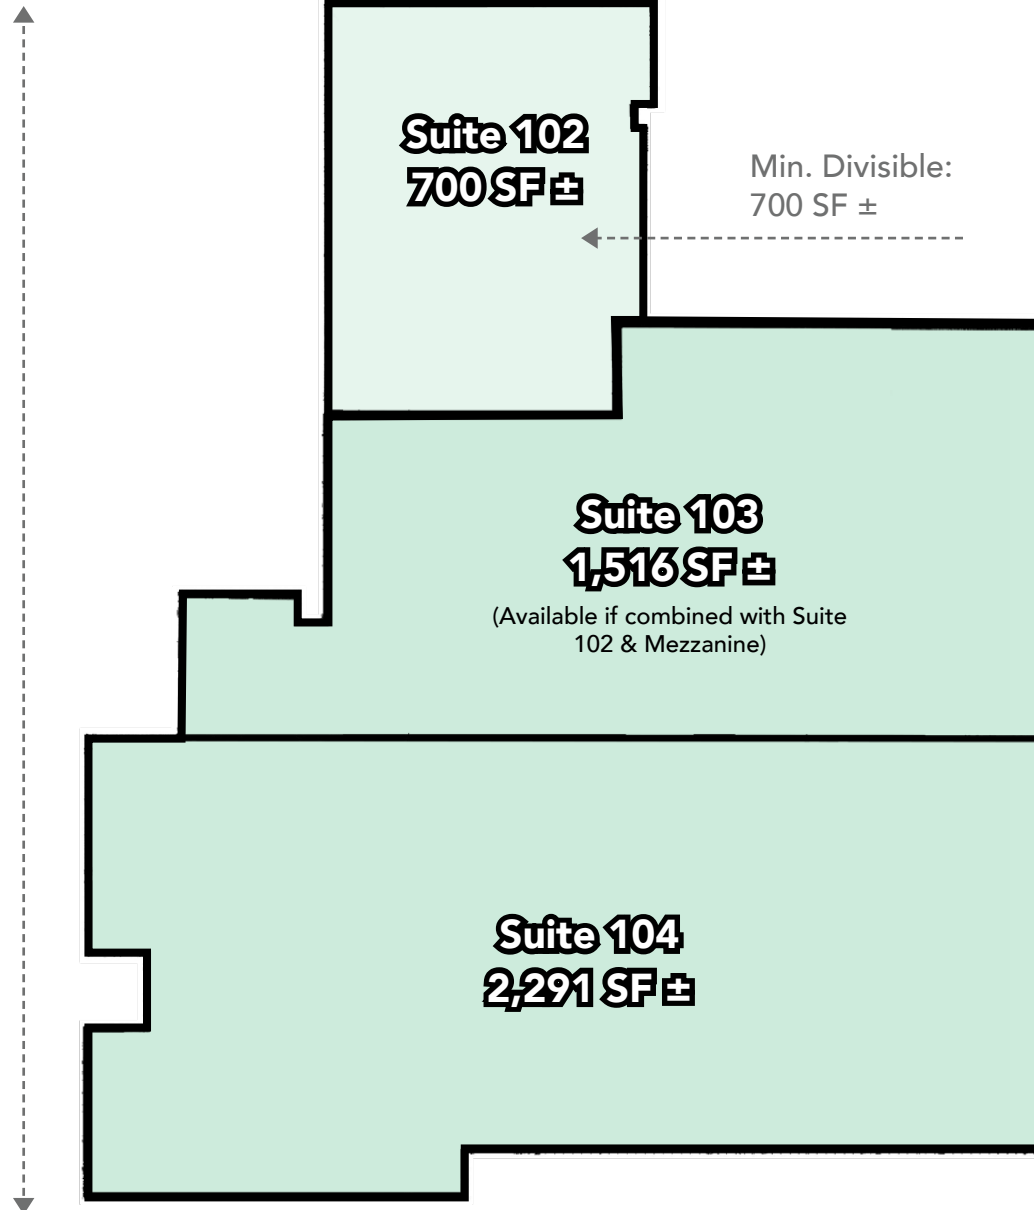 Suite 102
700 SF ±
Min. Divisible:
700 SF ±
Suite 103
1,516 SF ±
(Available if combined with Suite
102 & Mezzanine)
Suite 104
2,291 SF ±